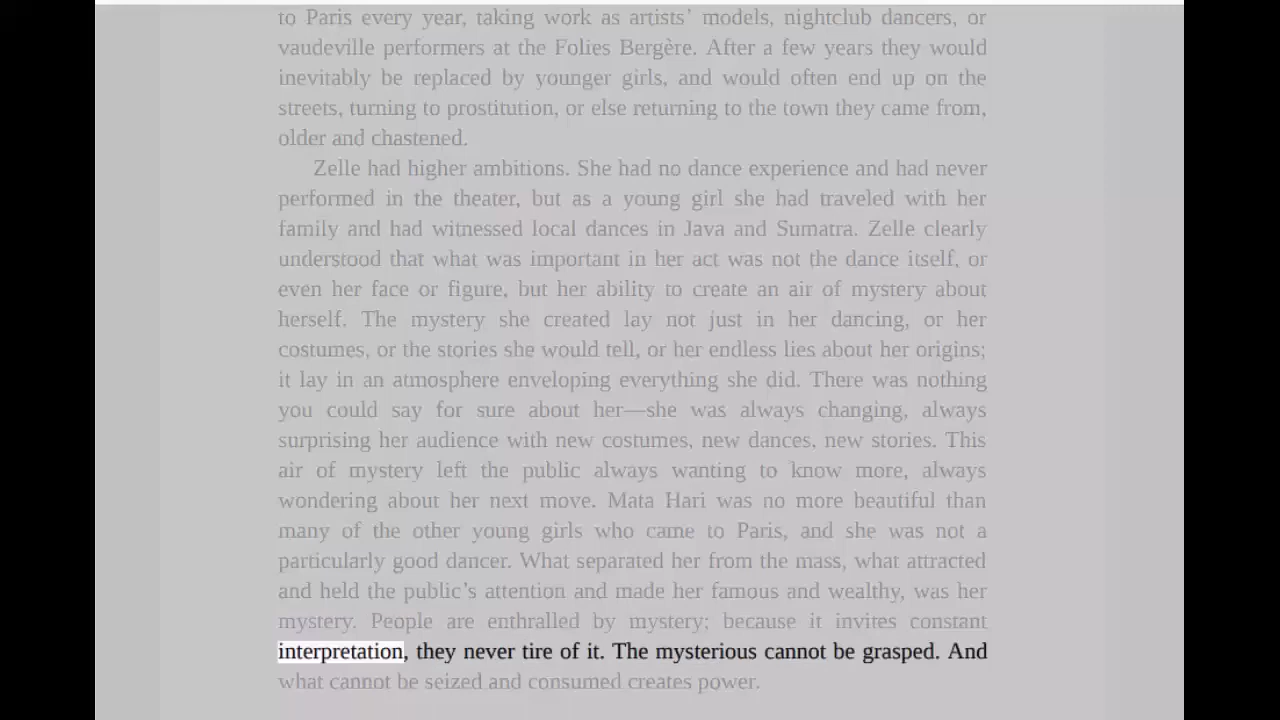 to Paris every year, taking work as artists’ models, nightclub dancers, or
vaudeville performers at the Folies Bergère. After a few years they would
inevitably be replaced by younger girls, and would often end up on the
streets, turning to prostitution, or else returning to the town they came from,
older and chastened.
Zelle had higher ambitions. She had no dance experience and had never
performed in the theater, but as a young girl she had traveled with her
family and had witnessed local dances in Java and Sumatra. Zelle clearly
understood that what was important in her act was not the dance itself, or
even her face or figure, but her ability to create an air of mystery about
herself. The mystery she created lay not just in her dancing, or her
costumes, or the stories she would tell, or her endless lies about her origins;
it lay in an atmosphere enveloping everything she did. There was nothing
you could say for sure about her—she was always changing, always
surprising her audience with new costumes, new dances, new stories. This
air of mystery left the public always wanting to know more, always
wondering about her next move. Mata Hari was no more beautiful than
many of the other young girls who came to Paris, and she was not a
particularly good dancer. What separated her from the mass, what attracted
and held the public’s attention and made her famous and wealthy, was her
mystery. People are enthralled by mystery; because it invites constant
interpretation, they never tire of it. The mysterious cannot be grasped. And
what cannot be seized and consumed creates power.